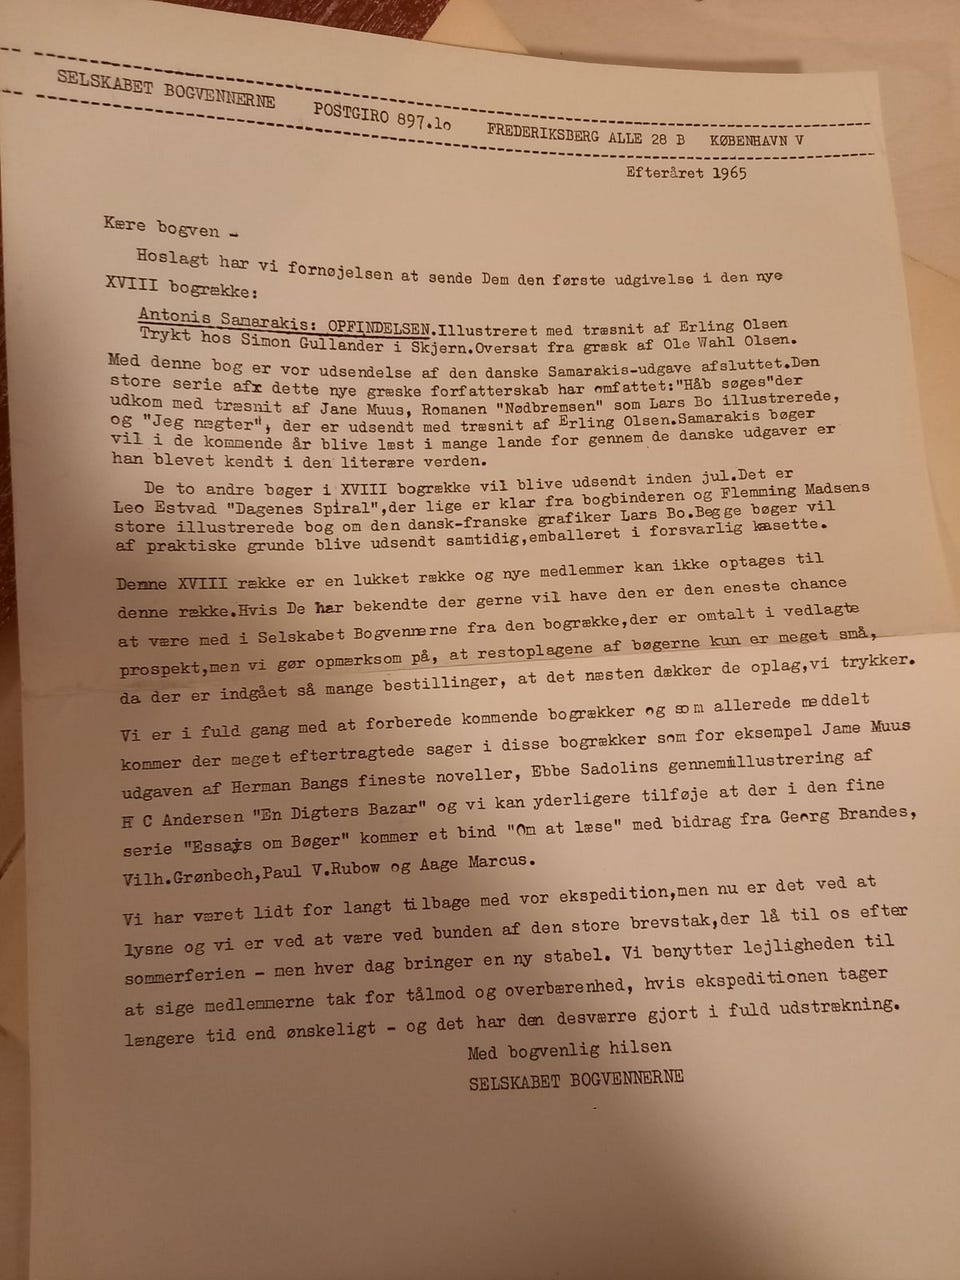 SELSKABET BOGVENNERNE POSTGIRO 897.lo FREDERIKSBERG ALLE 28 B KØBENHAVN V
Efteråret 1965
Kære bogven -
Hoslagt har vi fornøjelsen at sende Dem den første udgivelse i den nye
XVIII bogrække:
Antonis Samarakis: OPFINDELSEN.Illustreret med træsnit af Erling Olsen
Trykt hos Simon Gullander i Skjern.Oversat fra græsk af Ole Wahl Olsen.
Med denne bog er vor udsendelse af den danske Samarakis-udgave afsluttet.Den
store serie afx dette nye græske forfatterskab har omfattet:"Håb søges"der
udkom med træsnit af Jane Muus, Romanen "Nødbremsen" som Lars Bo illustrerede,
og "Jeg nægter", der er udsendt med træsnit af Erling Olsen.Samarakis bøger
vil i de kommende år blive læst i mange lande for gennem de danske udgaver er
han blevet kendt i den literære verden.
De to andre bøger i XVIII bogrække vil blive udsendt inden jul.Det er
Leo Estvad "Dagenes Spiral",der lige er klar fra bogbinderen og Flemming Madsens
store illustrerede bog om den dansk-franske grafiker Lars Bo.Begge bøger vil
af praktiske grunde blive udsendt samtidig,emballeret i forsvarlig kasette.
Denne XVIII række er en lukket række og nye medlemmer kan ikke optages til
denne række.Hvis De har bekendte der gerne vil have den er den eneste chance
at være med i Selskabet Bogvennerne fra den bogrække,der er omtalt i vedlagte
prospekt,men vi gør opmærksom på, at restoplagene af bøgerne kun er meget små,
da der er indgået så mange bestillinger, at det næsten dækker de oplag,vi trykker.
Vi er i fuld gang med at forberede kommende bogrækker og som allerede meddelt
kommer der meget eftertragtede sager i disse bogrækker som for eksempel Jane Muus
udgaven af Herman Bangs fineste noveller, Ebbe Sadolins gennemillustrering af
H C Andersen "En Digters Bazar" og vi kan yderligere tilføje at der i den fine
serie "Essays om Bøger" kommer et bind "Om at læse" med bidrag fra Georg Brandes,
Vilh.Grønbech,Paul V.Rubow og Aage Marcus.
Vi har været lidt for langt tilbage med vor ekspedition,men nu er det ved at
lysne og vi er ved at være ved bunden af den store brevstak,der lå til os efter
sommerferien - men hver dag bringer en ny stabel. Vi benytter lejligheden til
at sige medlemmerne tak for tålmod og overbærenhed, hvis ekspeditionen tager
længere tid end ønskeligt - og det har den desværre gjort i fuld udstrækning.
Med bogvenlig hilsen
SELSKABET BOGVENNERNE